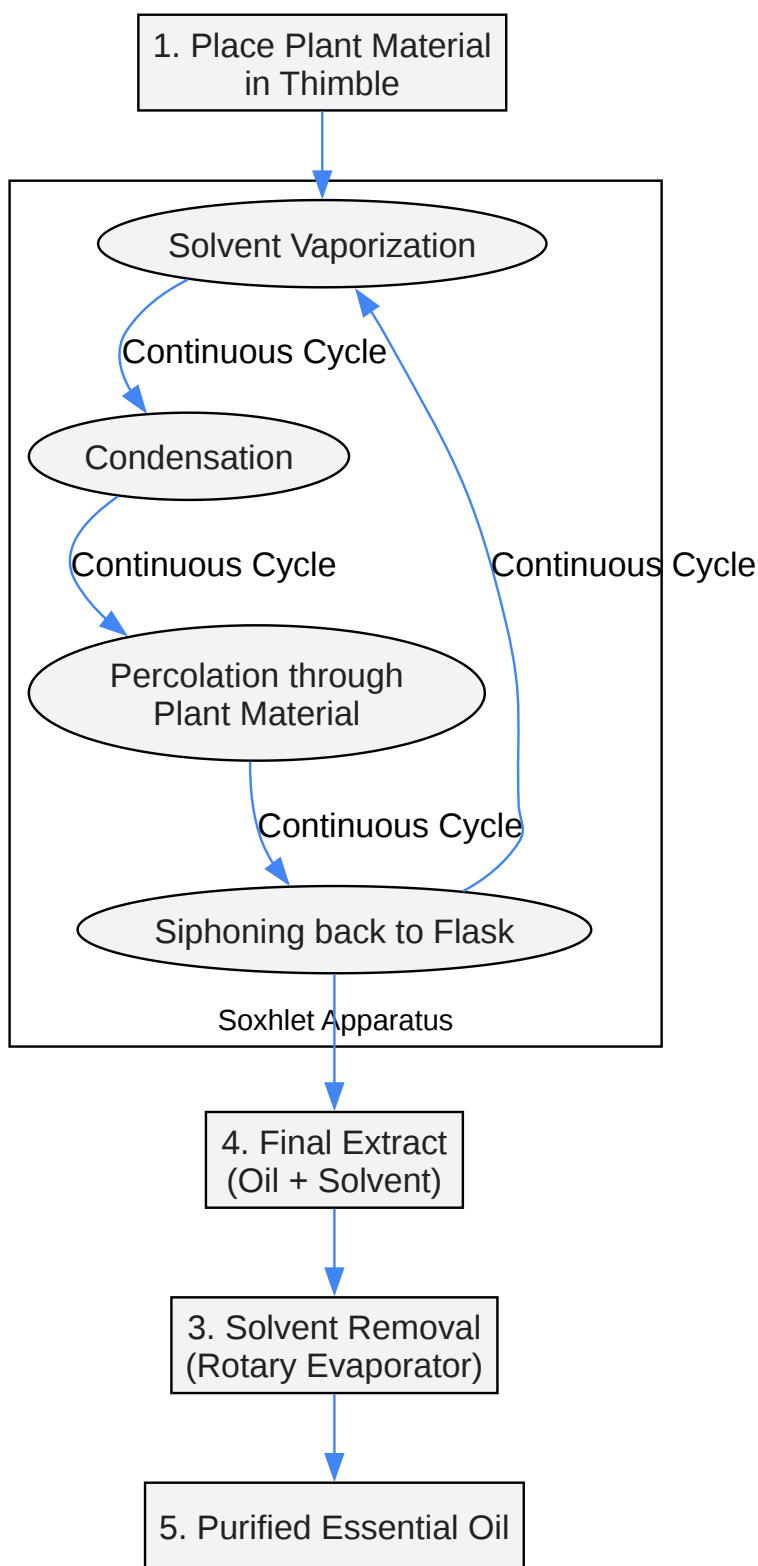 1. Place Plant Material
in Thimble
Solvent Vaporization
Continuous Cycle
Condensation
Continuous Cycle
Continuous Cycle
Percolation through
Plant Material
Continuous Cycle
Siphoning back to Flask
Soxhlet Apparatus
4. Final Extract
(Oil + Solvent)
3. Solvent Removal
(Rotary Evaporator)
5. Purified Essential Oil